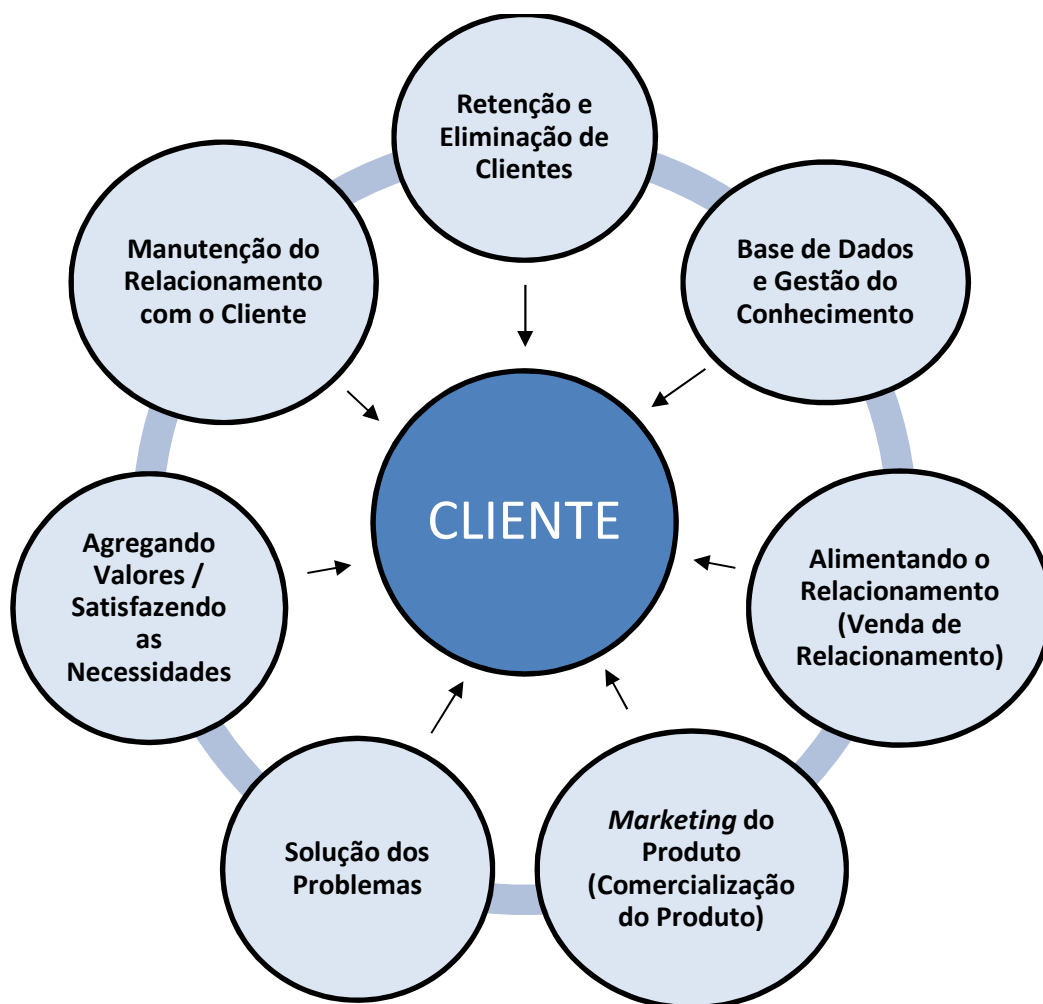 Retenção e
Eliminação de
Clientes
Base de Dados
e Gestão do
Conhecimento
Alimentando o
Relacionamento
(Venda de
Relacionamento)
Marketing do
Produto
(Comercialização
do Produto)
Solução dos
Problemas
Agregando
Valores /
Satisfazendo
as
Necessidades
Manutenção do
Relacionamento
com o Cliente
CLIENTE